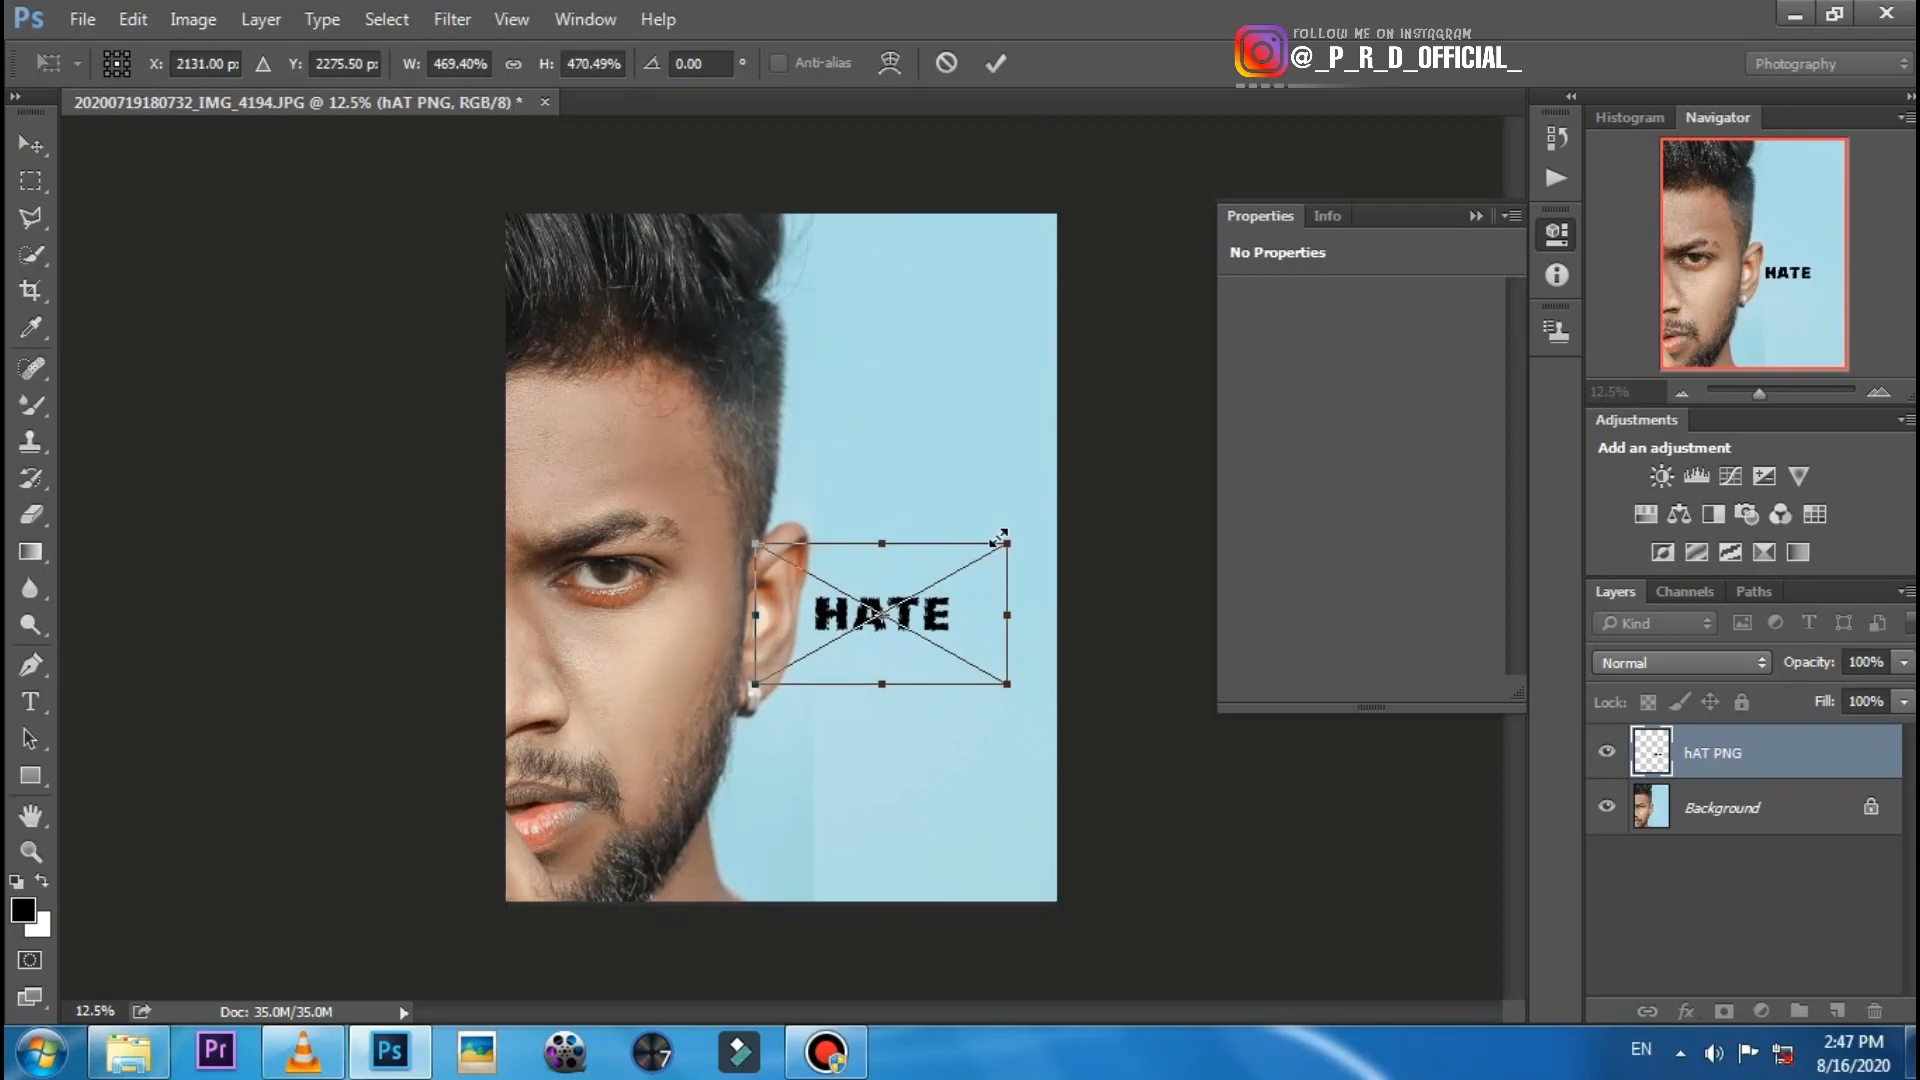 Ps File Edit Image Layer Type Select Filter View Window Help
FOLLOW ME ON INSTAGRAM
@_P_R_D_OFFICIAL_
X: 2131.00 px Y: 2275.50 px W: 469.40% H: 470.49% 0.00 ° Anti-alias Photography
20200719180732_IMG_4194.JPG @ 12.5% (hAT PNG, RGB/8) *
Histogram Navigator
HATE
12.5%
Properties Info
No Properties
Adjustments
Add an adjustment
HATE
Layers Channels Paths
Kind
Normal Opacity: 100%
Lock: Fill: 100%
hAT PNG
Background
T
12.5% Doc: 35.0M/35.0M
fx
Pr Ps 7 EN 2:47 PM
8/16/2020